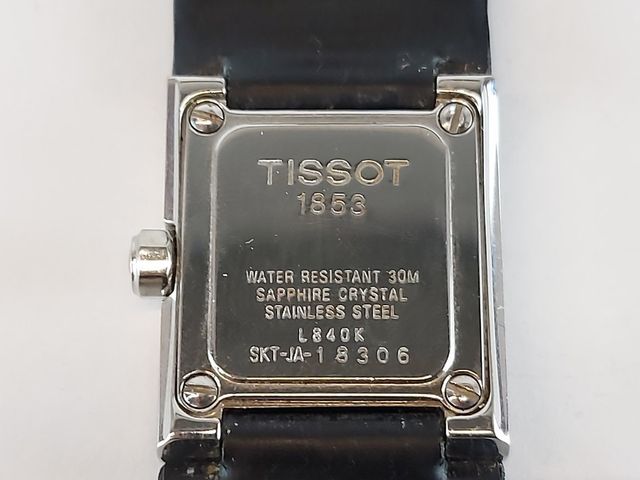 TISSOT
1853
WATER RESISTANT 30M
SAPPHIRE CRYSTAL
STAINLESS STEEL
L840K
SKT-JA-18306